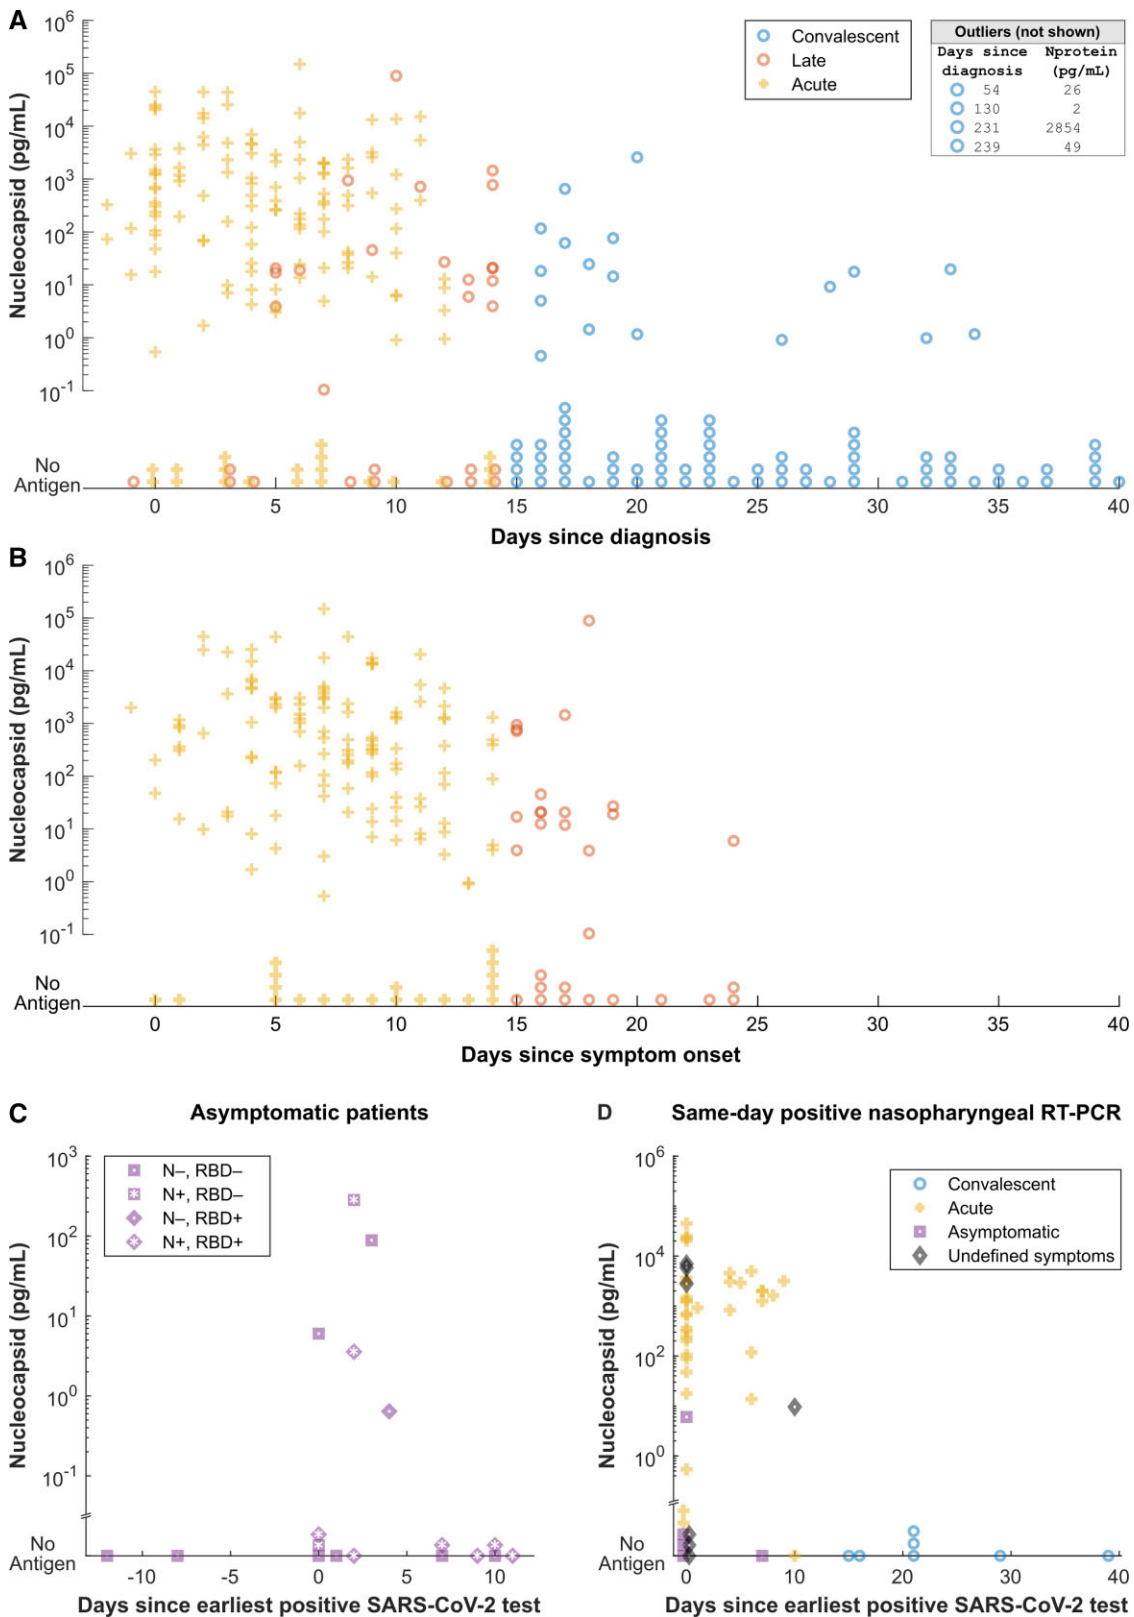 A
10^6
10^5
10^4
10^3
10^2
10^1
10^0
10^-1
Nucleocapsid (pg/mL)
No
Antigen
Convalescent
Late
Acute
Outliers (not shown)
Days since Nprotein
diagnosis (pg/mL)
54 26
130 2
231 2854
239 49
0 5 10 15 20 25 30 35 40
Days since diagnosis
B
10^6
10^5
10^4
10^3
10^2
10^1
10^0
10^-1
Nucleocapsid (pg/mL)
No
Antigen
0 5 10 15 20 25 30 35 40
Days since symptom onset
C Asymptomatic patients
10^3
10^2
10^1
10^0
10^-1
Nucleocapsid (pg/mL)
No
Antigen
N–, RBD–
N+, RBD–
N–, RBD+
N+, RBD+
-10 -5 0 5 10
Days since earliest positive SARS-CoV-2 test
D Same-day positive nasopharyngeal RT-PCR
10^6
10^4
10^2
10^0
Nucleocapsid (pg/mL)
No
Antigen
Convalescent
Acute
Asymptomatic
Undefined symptoms
0 10 20 30 40
Days since earliest positive SARS-CoV-2 test